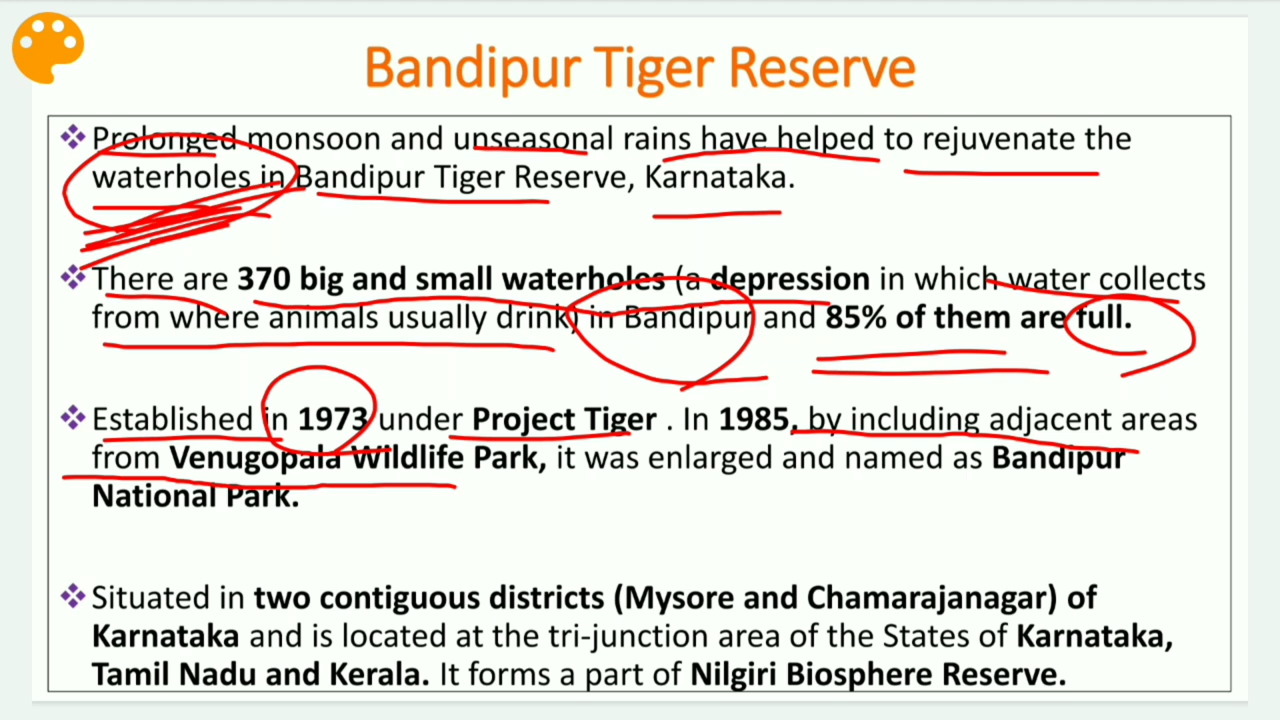 Bandipur Tiger Reserve
❖ Prolonged monsoon and unseasonal rains have helped to rejuvenate the
waterholes in Bandipur Tiger Reserve, Karnataka.
❖ There are 370 big and small waterholes (a depression in which water collects
from where animals usually drink) in Bandipur and 85% of them are full.
❖ Established in 1973 under Project Tiger . In 1985, by including adjacent areas
from Venugopala Wildlife Park, it was enlarged and named as Bandipur
National Park.
❖ Situated in two contiguous districts (Mysore and Chamarajanagar) of
Karnataka and is located at the tri-junction area of the States of Karnataka,
Tamil Nadu and Kerala. It forms a part of Nilgiri Biosphere Reserve.